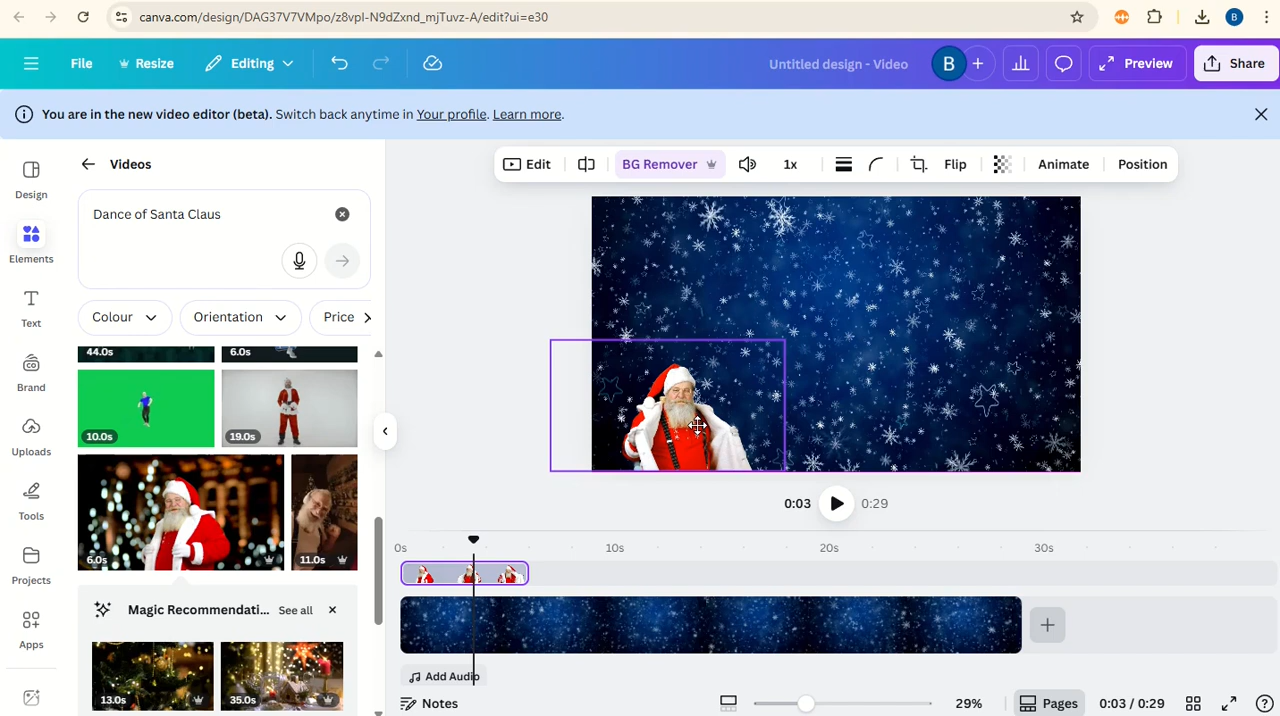 canva.com/design/DAG37V7VMpo/z8vpI-N9dZxnd_mjTuvz-A/edit?ui=e30
B
File
Resize
Editing
Untitled design - Video
B
Preview
Share
You are in the new video editor (beta). Switch back anytime in Your profile. Learn more.
Design
Elements
Text
Brand
Uploads
Tools
Projects
Apps
Videos
Dance of Santa Claus
Colour
Orientation
Price
44.0s
6.0s
10.0s
19.0s
6.0s
11.0s
Magic Recommendati...
See all
13.0s
35.0s
Edit
BG Remover
1x
Flip
Animate
Position
0:03
0:29
0s
10s
20s
30s
Add Audio
Notes
29%
Pages
0:03 / 0:29